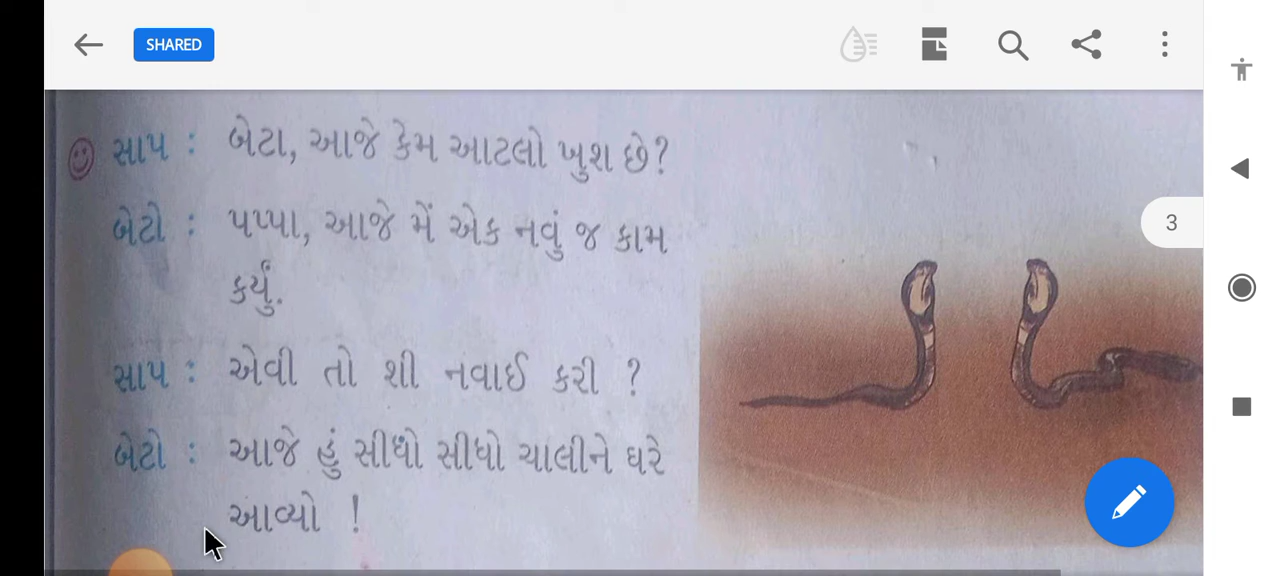 SHARED
સાપ : બેટા, આજે કેમ આટલો ખુશ છે?
બેટો : પપ્પા, આજે મેં એક નવું જ કામ
કર્યું.
3
સાપ : એવી તો શી નવાઈ કરી ?
બેટો : આજે હું સીધો સીધો ચાલીને ઘરે
આવ્યો !